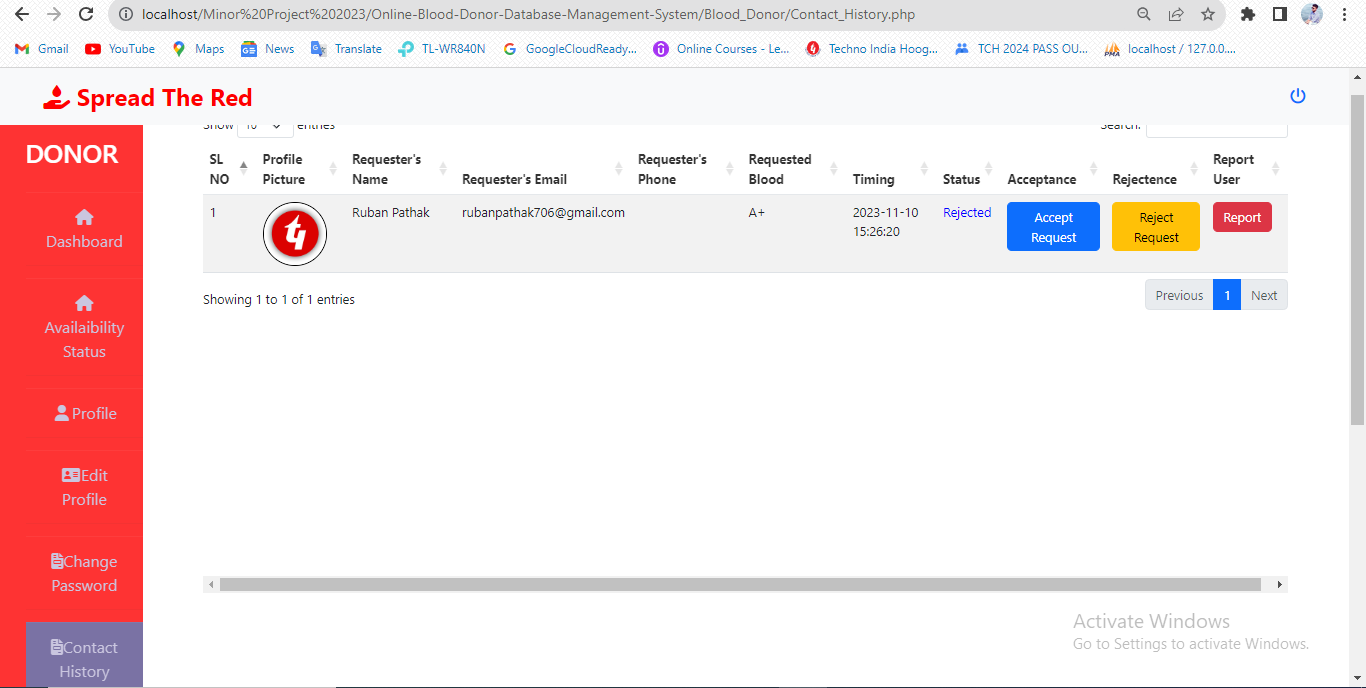 localhost/Minor%20Project%202023/Online-Blood-Donor-Database-Management-System/Blood_Donor/Contact_History.php
Gmail YouTube Maps News Translate TL-WR840N GoogleCloudReady... Online Courses - Le... Techno India Hoog... TCH 2024 PASS OU... localhost / 127.0.0....
Spread The Red
DONOR
Dashboard
Availaibility
Status
Profile
Edit
Profile
Change
Password
Contact
History
Show 10 entries Search:
SL NO Profile Picture Requester's Name Requester's Email Requester's Phone Requested Blood Timing Status Acceptance Rejectence Report User
1 Ruban Pathak rubanpathak706@gmail.com A+ 2023-11-10 15:26:20 Rejected Accept Request Reject Request Report
Showing 1 to 1 of 1 entries Previous 1 Next
Activate Windows
Go to Settings to activate Windows.